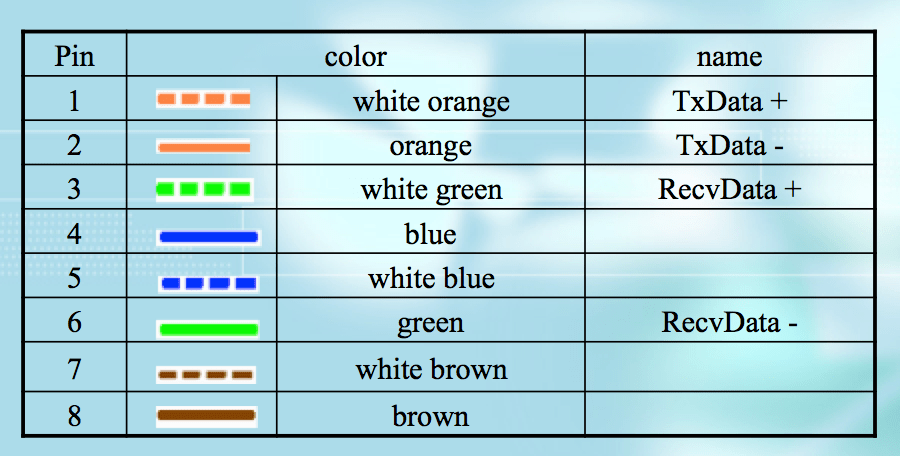 Pin color name
1 white orange TxData +
2 orange TxData -
3 white green RecvData +
4 blue
5 white blue
6 green RecvData -
7 white brown
8 brown